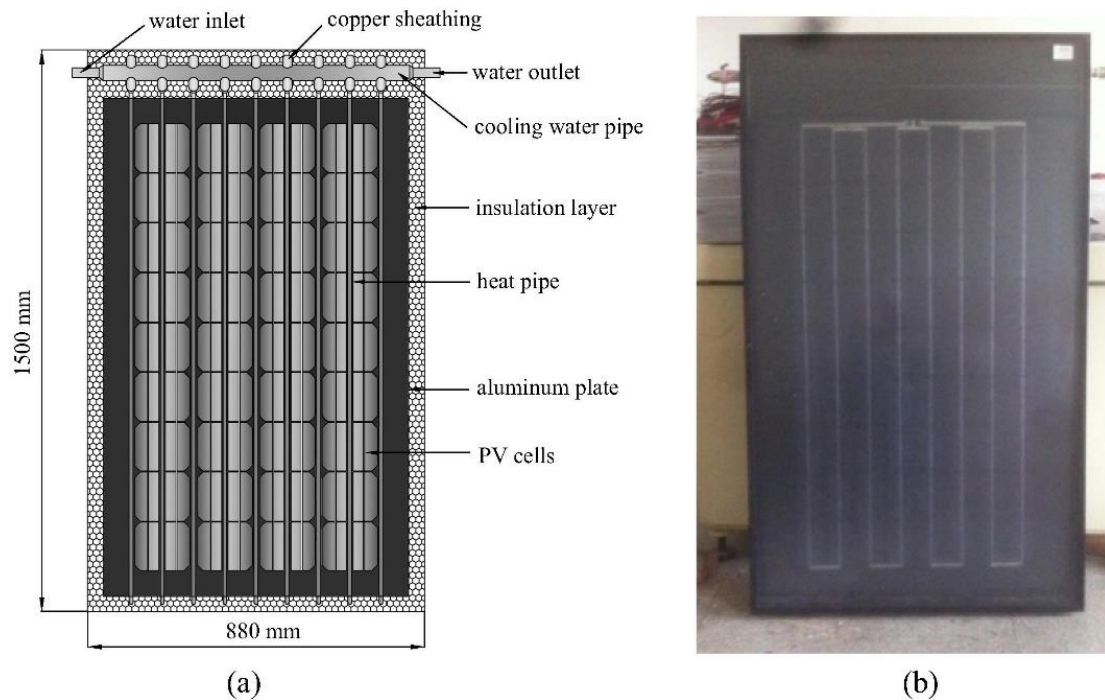 water inlet
copper sheathing
water outlet
cooling water pipe
insulation layer
heat pipe
1500 mm
aluminum plate
PV cells
880 mm
(a)
(b)